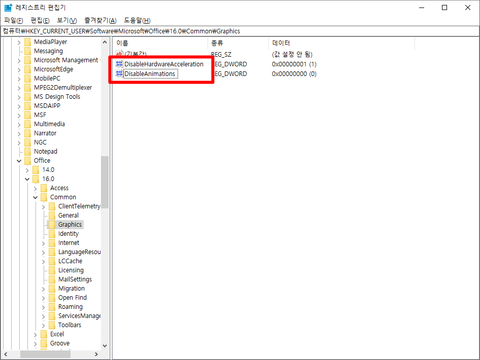 레지스트리 편집기
파일(F) 편집(E) 보기(V) 즐겨찾기(A) 도움말(H)
컴퓨터₩HKEY_CURRENT_USER₩Software₩Microsoft₩Office₩16.0₩Common₩Graphics
이름 종류 데이터
(기본값) REG_SZ (값 설정 안 됨)
DisableHardwareAcceleration REG_DWORD 0x00000001 (1)
DisableAnimations REG_DWORD 0x00000000 (0)
MediaPlayer
Messaging
Microsoft Management
MicrosoftEdge
MobilePC
MPEG2Demultiplexer
MS Design Tools
MSDAIPP
MSF
Multimedia
Narrator
NGC
Notepad
Office
14.0
16.0
Access
Common
ClientTelemetry
General
Graphics
Identity
Internet
LanguageResou
LCCache
Licensing
MailSettings
Migration
Open Find
Roaming
ServicesManage
Toolbars
Excel
Groove